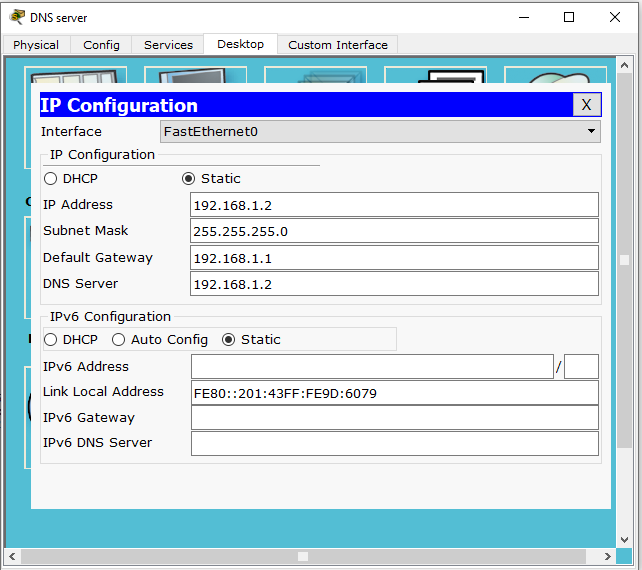 DNS server
Physical Config Services Desktop Custom Interface
IP Configuration X
Interface FastEthernet0
IP Configuration
DHCP Static
IP Address 192.168.1.2
Subnet Mask 255.255.255.0
Default Gateway 192.168.1.1
DNS Server 192.168.1.2
IPv6 Configuration
DHCP Auto Config Static
IPv6 Address /
Link Local Address FE80::201:43FF:FE9D:6079
IPv6 Gateway
IPv6 DNS Server